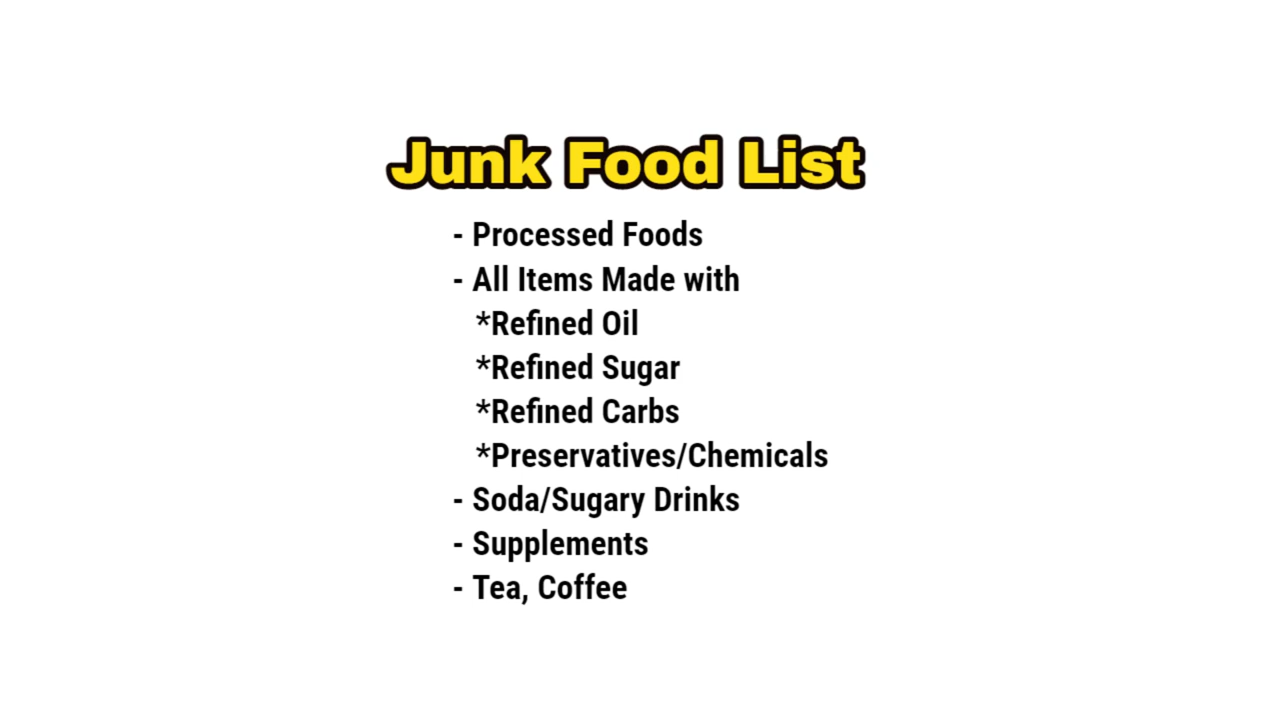 Junk Food List
- Processed Foods
- All Items Made with
*Refined Oil
*Refined Sugar
*Refined Carbs
*Preservatives/Chemicals
- Soda/Sugary Drinks
- Supplements
- Tea, Coffee